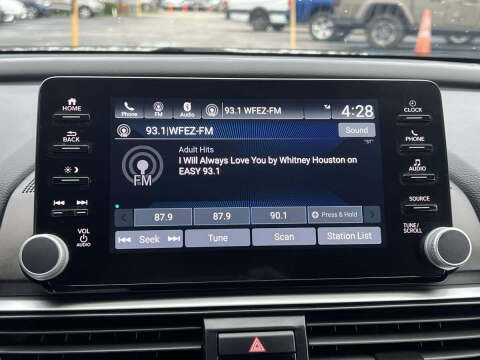 HOME
BACK
VOL
AUDIO
Phone
FM
Audio
93.1 WFEZ-FM
4:28
93.1|WFEZ-FM
Sound
"ST"
Adult Hits
I Will Always Love You by Whitney Houston on
EASY 93.1
FM
87.9
87.9
90.1
Press & Hold
Seek
Tune
Scan
Station List
CLOCK
PHONE
AUDIO
SOURCE
TUNE/
SCROLL